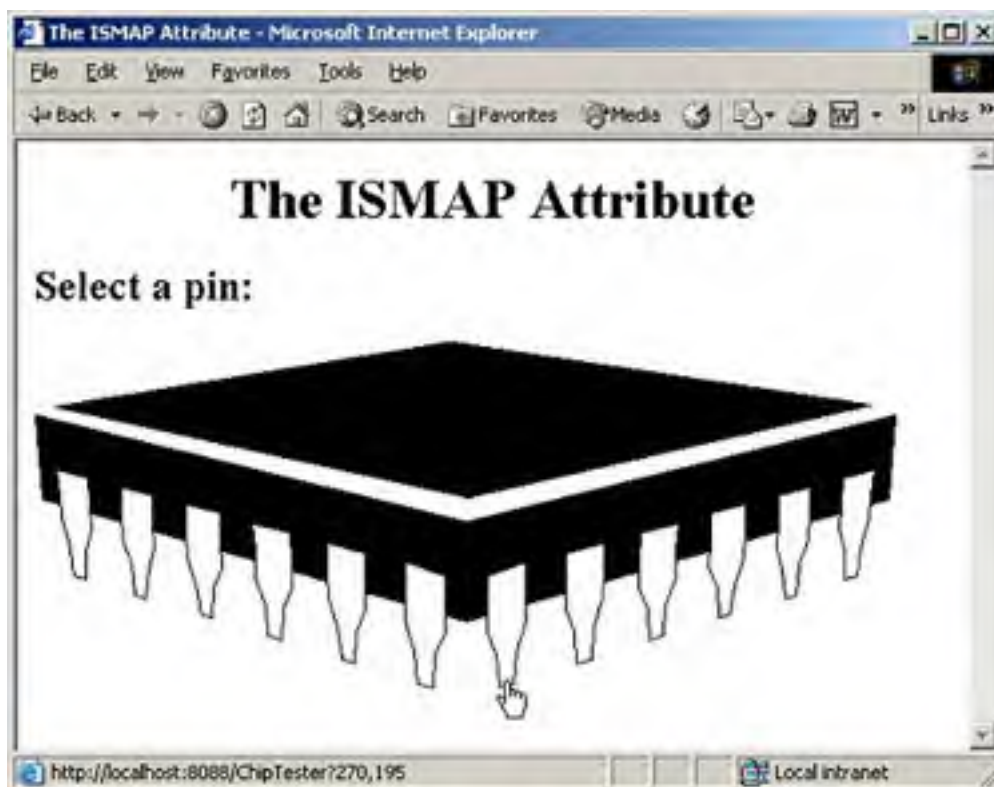 The ISMAP Attribute - Microsoft Internet Explorer
File Edit View Favorites Tools Help
Back Search Favorites Media W » Links »
The ISMAP Attribute
Select a pin:
http://localhost:8088/ChipTester?270,195 Local intranet